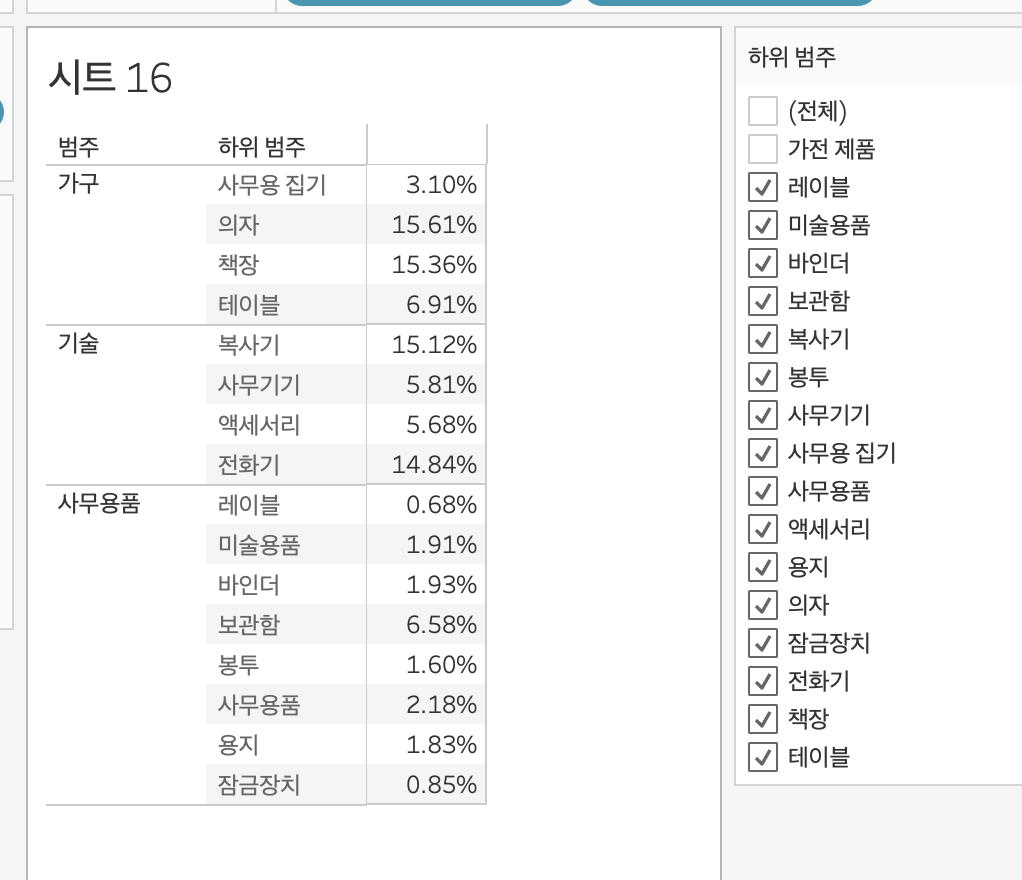 시트 16
범주 하위 범주
가구 사무용 집기 3.10%
의자 15.61%
책장 15.36%
테이블 6.91%
기술 복사기 15.12%
사무기기 5.81%
액세서리 5.68%
전화기 14.84%
사무용품 레이블 0.68%
미술용품 1.91%
바인더 1.93%
보관함 6.58%
봉투 1.60%
사무용품 2.18%
용지 1.83%
잠금장치 0.85%
하위 범주
(전체)
가전 제품
레이블
미술용품
바인더
보관함
복사기
봉투
사무기기
사무용 집기
사무용품
액세서리
용지
의자
잠금장치
전화기
책장
테이블